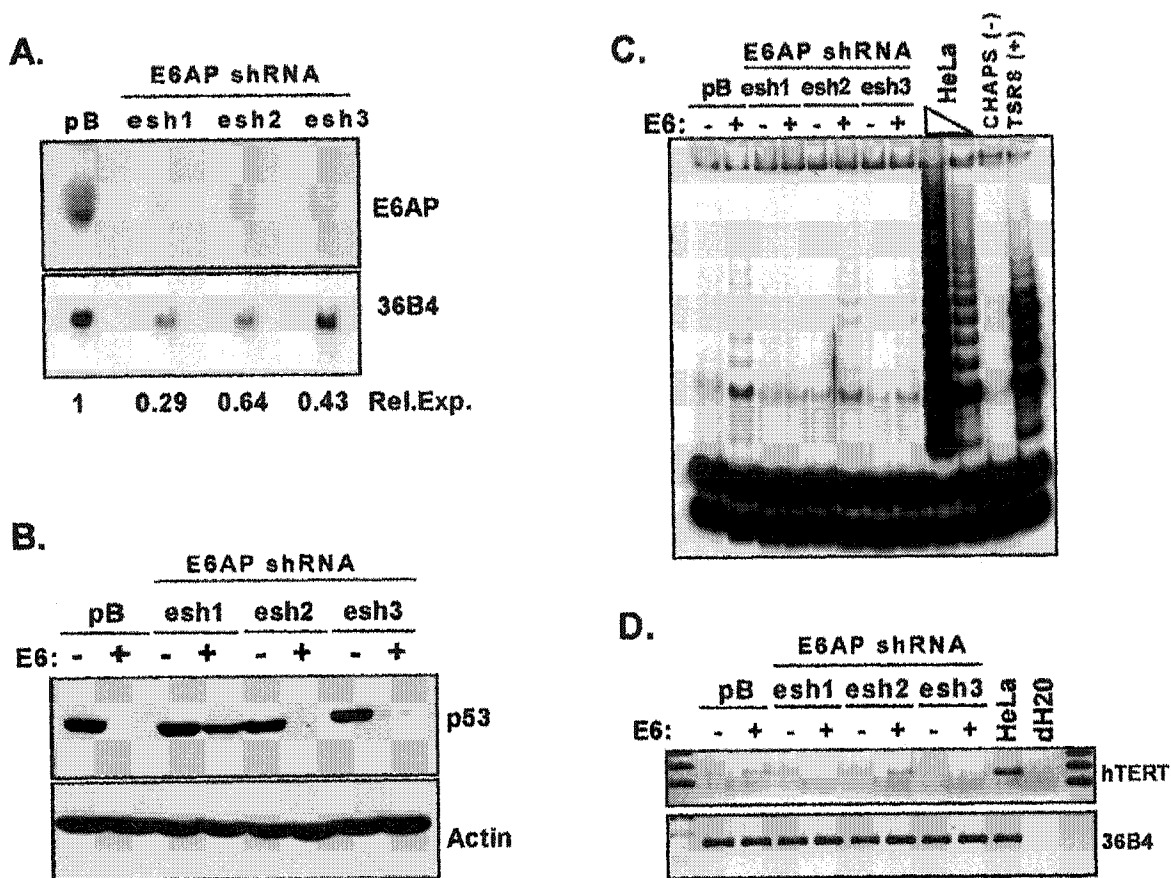 A.
E6AP shRNA
pB esh1 esh2 esh3
E6AP
36B4
1 0.29 0.64 0.43 Rel.Exp.
B.
E6AP shRNA
pB esh1 esh2 esh3
E6: - + - + - + - +
p53
Actin
C.
E6AP shRNA
pB esh1 esh2 esh3
HeLa
CHAPS (-)
TSR8 (+)
E6: - + - + - + - +
D.
E6AP shRNA
pB esh1 esh2 esh3
HeLa
dH20
E6: - + - + - + - +
hTERT
36B4